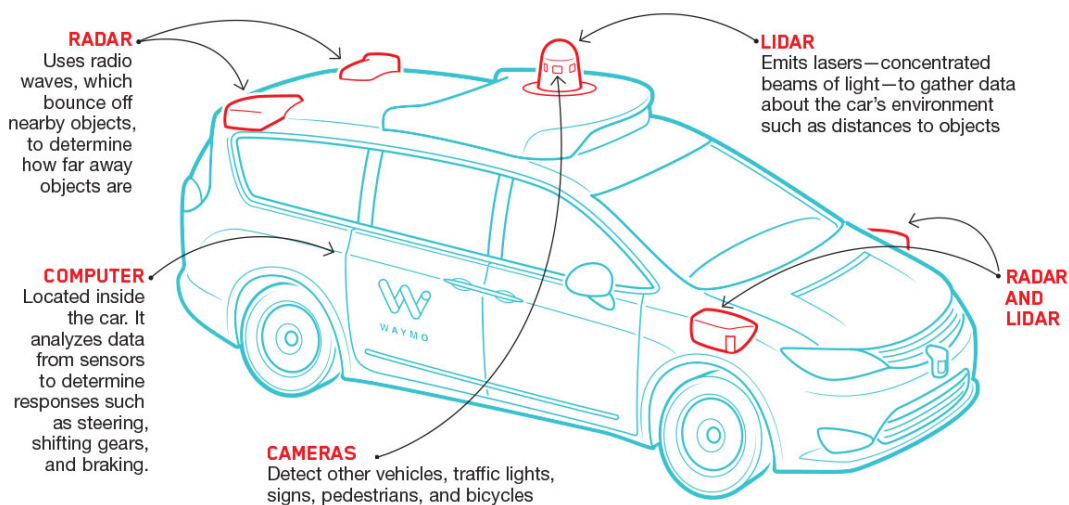 RADAR
Uses radio
waves, which
bounce off
nearby objects,
to determine
how far away
objects are
LIDAR
Emits lasers—concentrated
beams of light—to gather data
about the car's environment
such as distances to objects
COMPUTER
Located inside
the car. It
analyzes data
from sensors
to determine
responses such
as steering,
shifting gears,
and braking.
WAYMO
RADAR
AND
LIDAR
CAMERAS
Detect other vehicles, traffic lights,
signs, pedestrians, and bicycles